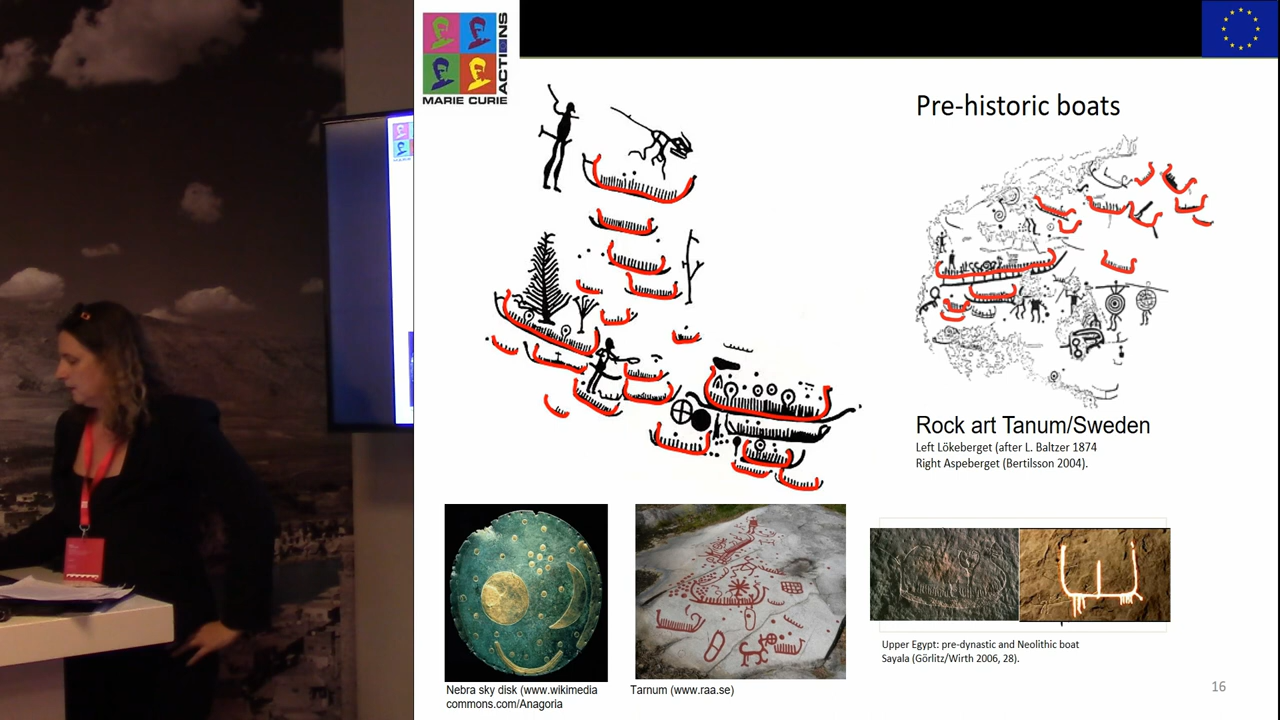 MARIE CURIE
ACTIONS
Pre-historic boats
Rock art Tanum/Sweden
Left Lökeberget (after L. Baltzer 1874
Right Aspeberget (Bertilsson 2004).
Nebra sky disk (www.wikimedia
commons.com/Anagoria
Tarnum (www.raa.se)
Upper Egypt: pre-dynastic and Neolithic boat
Sayala (Görlitz/Wirth 2006, 28).
16